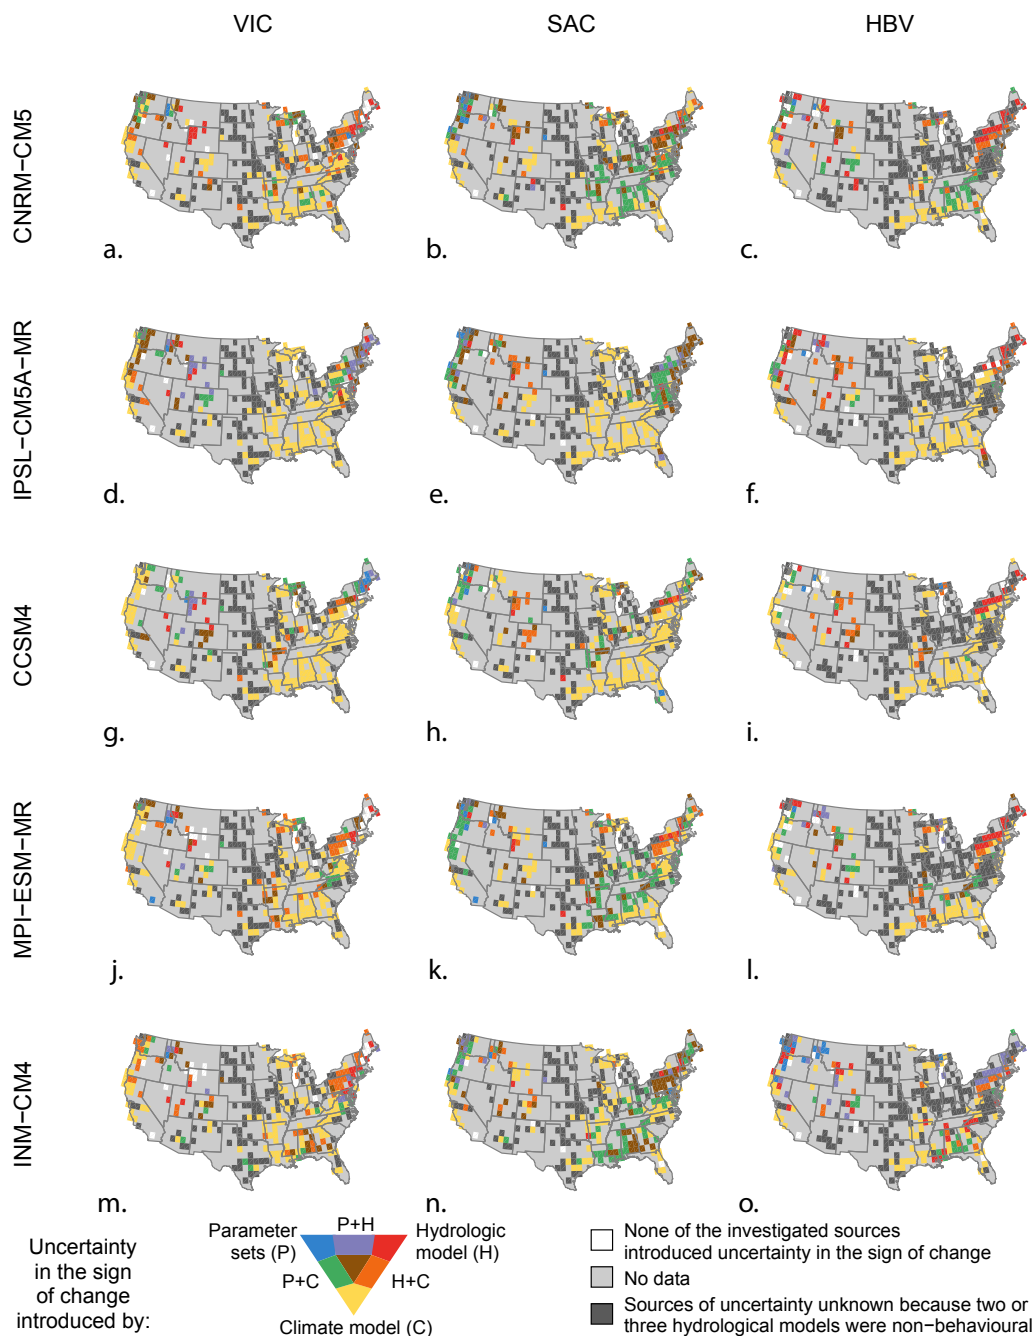 VIC SAC HBV
CNRM−CM5
a. b. c.
IPSL−CM5A−MR
d. e. f.
CCSM4
g. h. i.
MPI−ESM−MR
j. k. l.
INM−CM4
m. n. o.
Uncertainty
in the sign
of change
introduced by:
Parameter
sets (P)
P+H
Hydrologic
model (H)
P+C
H+C
Climate model (C)
None of the investigated sources
introduced uncertainty in the sign of change
No data
Sources of uncertainty unknown because two or
three hydrological models were non−behavioural